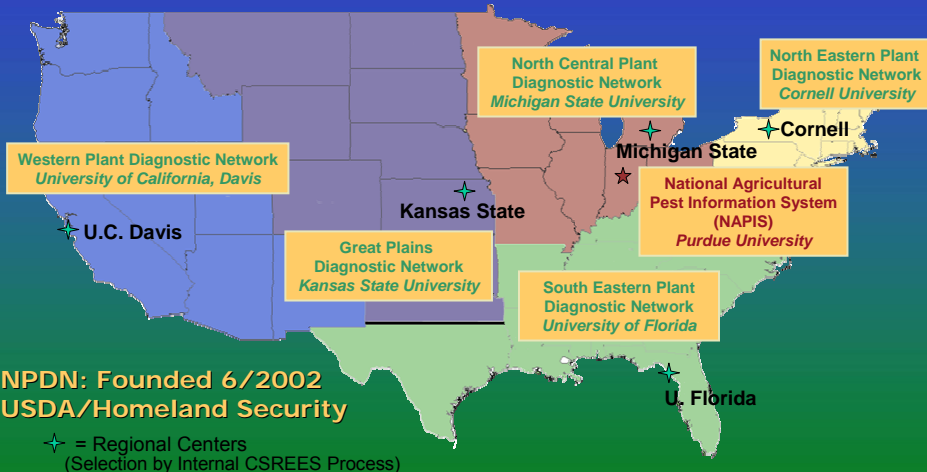 North Central Plant
Diagnostic Network
Michigan State University
North Eastern Plant
Diagnostic Network
Cornell University
Cornell
Michigan State
Western Plant Diagnostic Network
University of California, Davis
National Agricultural
Pest Information System
(NAPIS)
Purdue University
Kansas State
U.C. Davis
Great Plains
Diagnostic Network
Kansas State University
South Eastern Plant
Diagnostic Network
University of Florida
U. Florida
NPDN: Founded 6/2002
USDA/Homeland Security
= Regional Centers
(Selection by Internal CSREES Process)